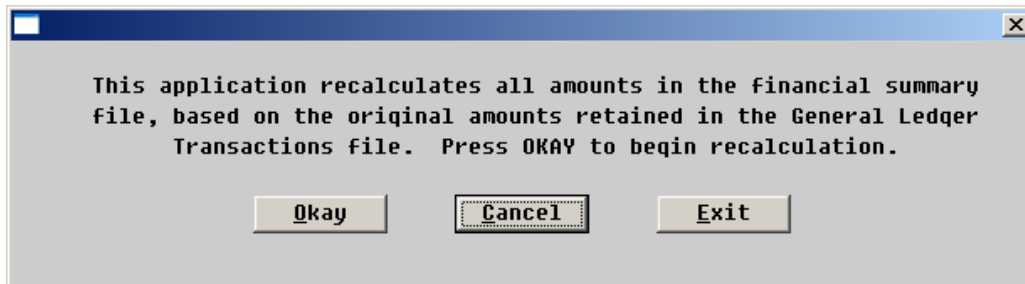 This application recalculates all amounts in the financial summary
file, based on the original amounts retained in the General Ledger
Transactions file.  Press OKAY to begin recalculation.
Okay Cancel Exit